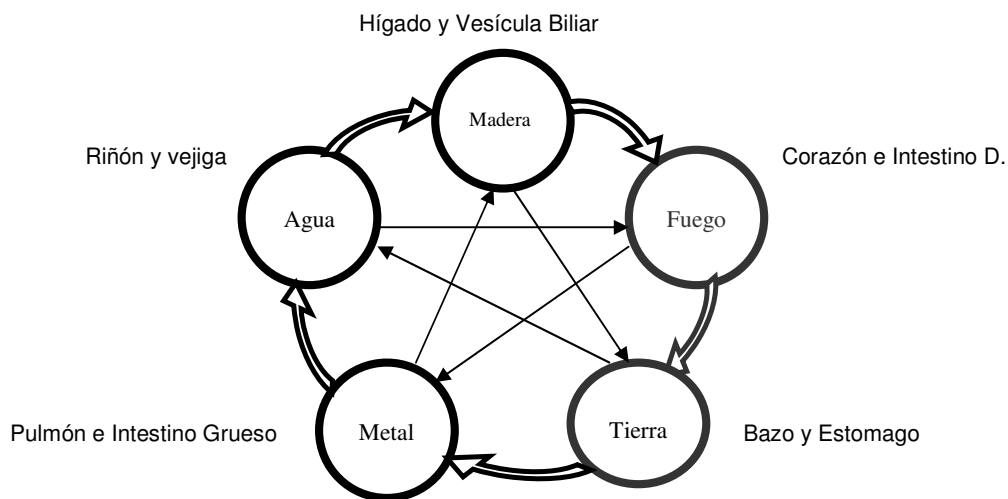 Hígado y Vesícula Biliar
Madera
Riñón y vejiga
Corazón e Intestino D.
Agua
Fuego
Pulmón e Intestino Grueso
Metal
Tierra
Bazo y Estomago